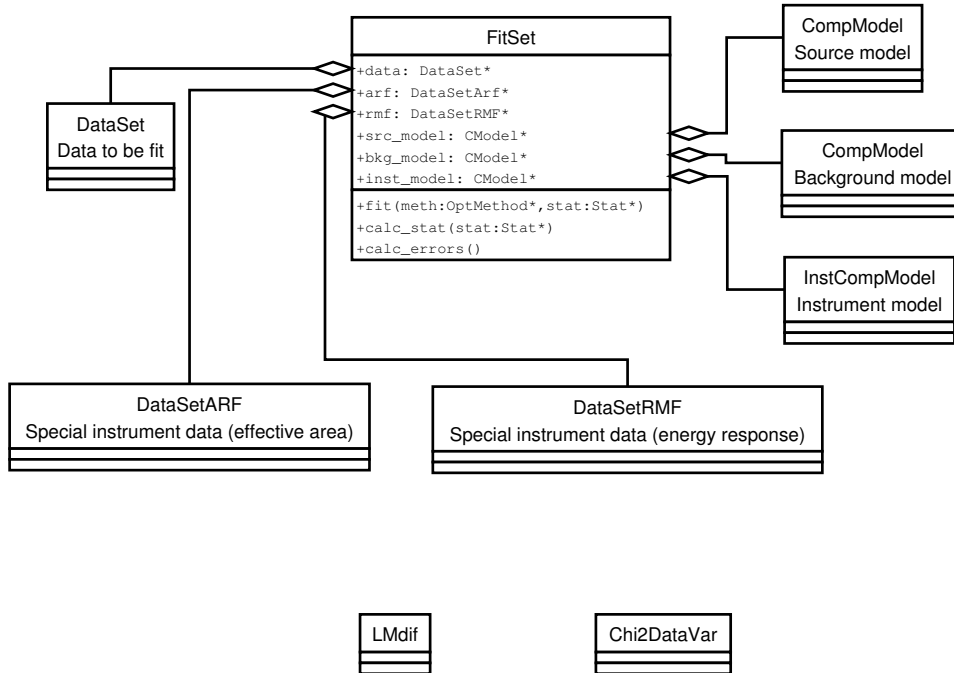 FitSet
+data: DataSet*
+arf: DataSetArf*
+rmf: DataSetRMF*
+src_model: CModel*
+bkg_model: CModel*
+inst_model: CModel*
+fit(meth:OptMethod*,stat:Stat*)
+calc_stat(stat:Stat*)
+calc_errors()
CompModel
Source model
DataSet
Data to be fit
CompModel
Background model
InstCompModel
Instrument model
DataSetARF
Special instrument data (effective area)
DataSetRMF
Special instrument data (energy response)
LMdif
Chi2DataVar